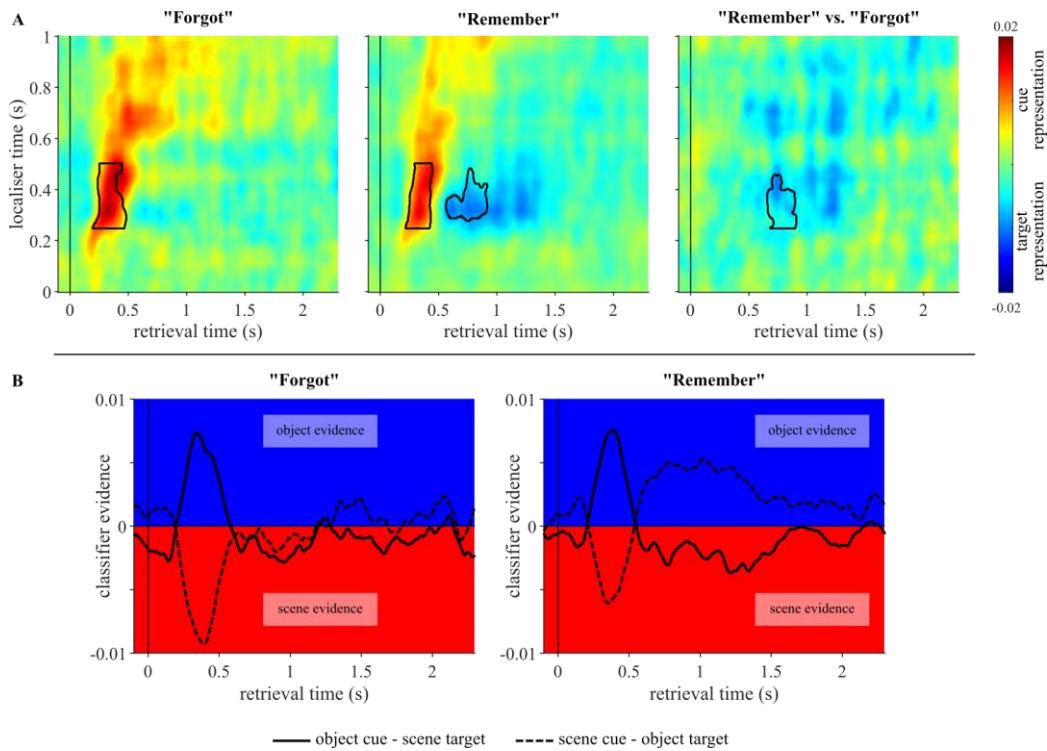 A
"Forgot"
"Remember"
"Remember" vs. "Forgot"
localiser time (s)
1
0.8
0.6
0.4
0.2
0
0
0.5
1
1.5
2
retrieval time (s)
0
0.5
1
1.5
2
retrieval time (s)
0
0.5
1
1.5
2
retrieval time (s)
0.02
-0.02
cue
representation
target
representation
B
"Forgot"
"Remember"
classifier evidence
0.01
0
-0.01
object evidence
scene evidence
0
0.5
1
1.5
2
retrieval time (s)
classifier evidence
0.01
0
-0.01
object evidence
scene evidence
0
0.5
1
1.5
2
retrieval time (s)
object cue - scene target
scene cue - object target